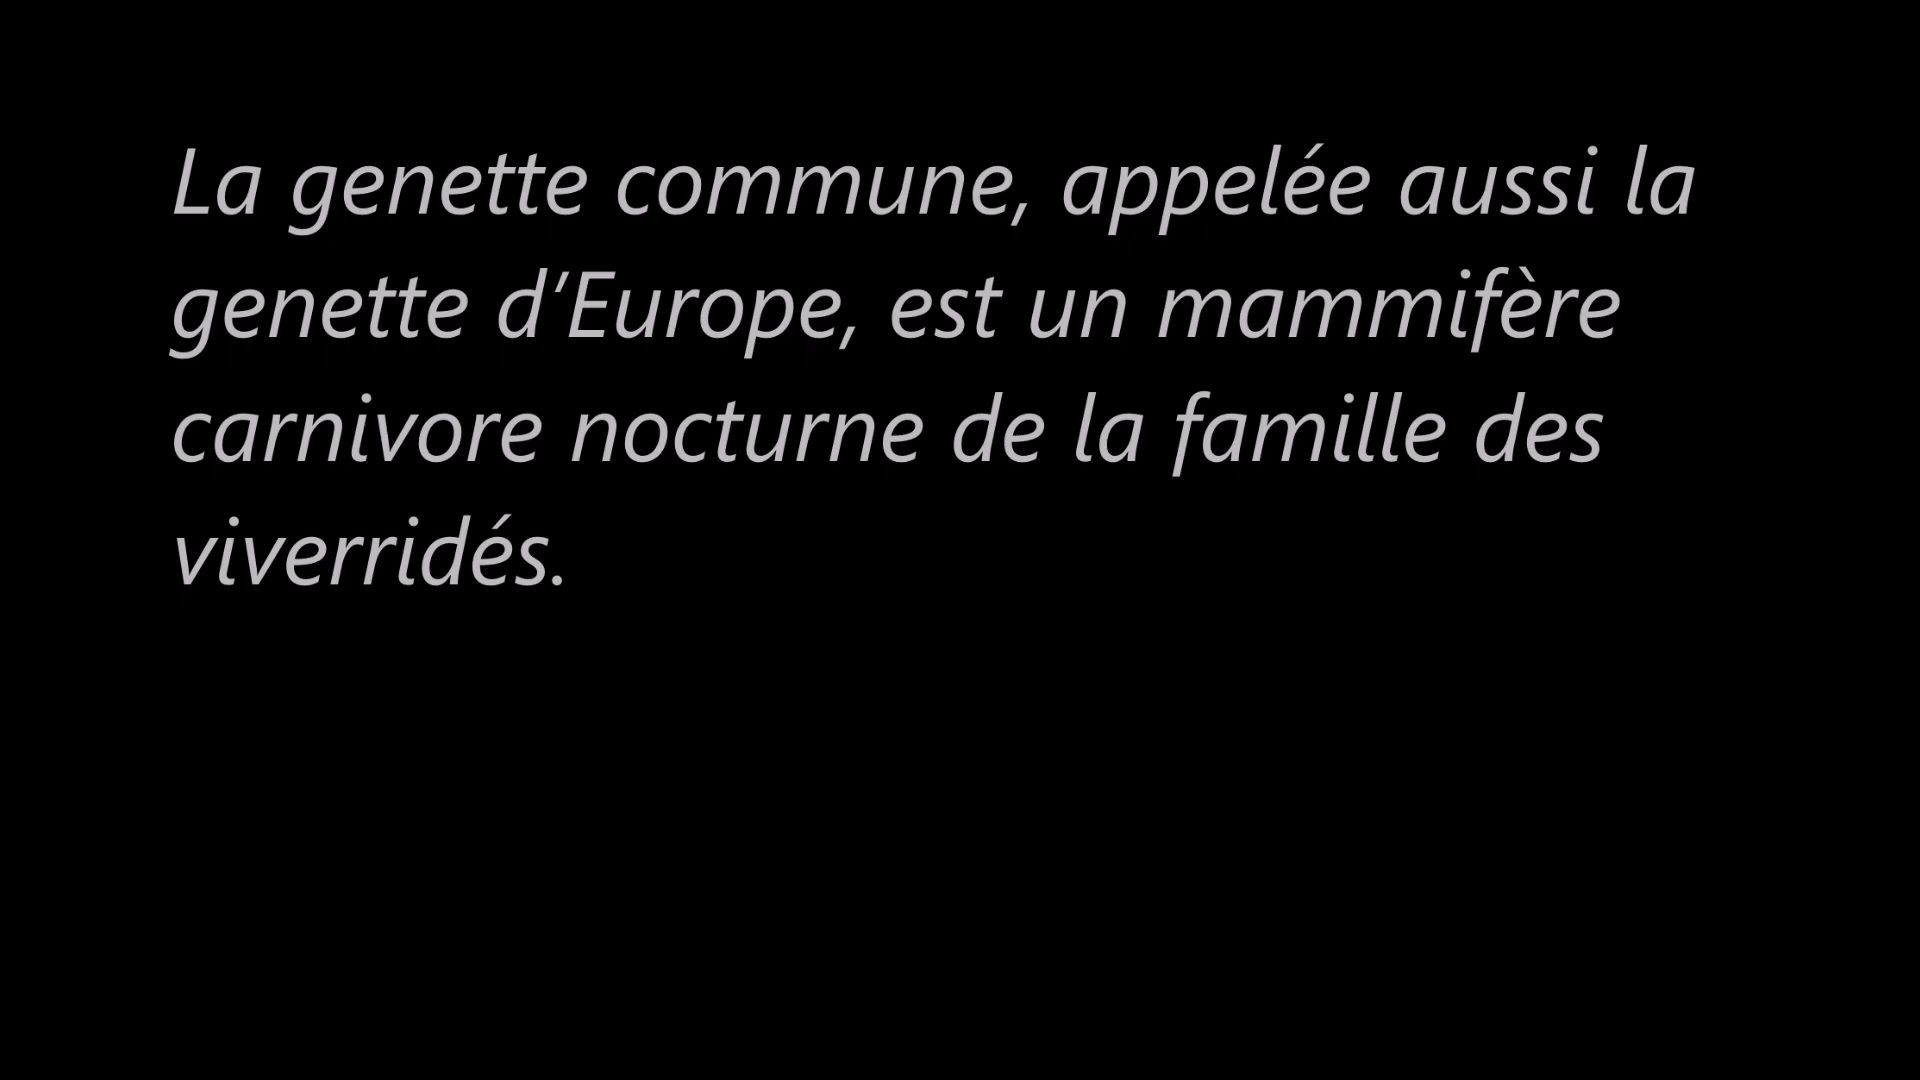 La genette commune, appelée aussi la
genette d’Europe, est un mammifère
carnivore nocturne de la famille des
viverridés.